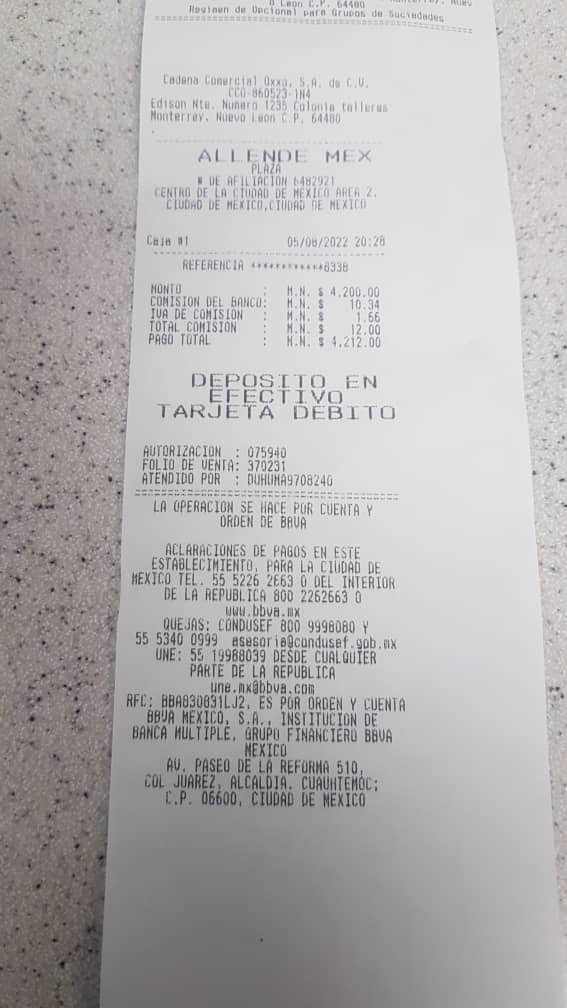 O Leon C.P. 64480
Regimen de Opcional para Grupos de Sociedades
Cadena Comercial Oxxo, S.A. de C.V.
CCO-860523-1N4
Edison Nte. Numero 1235 Colonia talleres
Monterrey, Nuevo Leon C.P. 64480
ALLENDE MEX
PLAZA
# DE AFILIACION 6482921
CENTRO DE LA CIUDAD DE MEXICO AREA 2,
CIUDAD DE MEXICO,CIUDAD DE MEXICO
Caja #1 05/08/2022 20:28
REFERENCIA ************8338
MONTO : M.N. $ 4,200.00
COMISION DEL BANCO: M.N. $ 10.34
IVA DE COMISION : M.N. $ 1.66
TOTAL COMISION : M.N. $ 12.00
PAGO TOTAL : M.N. $ 4,212.00
DEPOSITO EN
EFECTIVO
TARJETA DEBITO
AUTORIZACION : 075940
FOLIO DE VENTA: 370231
ATENDIDO POR : DUHUMA9708240
LA OPERACION SE HACE POR CUENTA Y
ORDEN DE BBVA
ACLARACIONES DE PAGOS EN ESTE
ESTABLECIMIENTO, PARA LA CIUDAD DE
MEXICO TEL. 55 5226 2663 O DEL INTERIOR
DE LA REPUBLICA 800 2262663 O
www.bbva.mx
QUEJAS: CONDUSEF 800 9998080 Y
55 5340 0999 asesoria@condusef.gob.mx
UNE: 55 19988039 DESDE CUALQUIER
PARTE DE LA REPUBLICA
une.mx@bbva.com
RFC: BBA830831LJ2, ES POR ORDEN Y CUENTA
BBVA MEXICO, S.A., INSTITUCION DE
BANCA MULTIPLE, GRUPO FINANCIERO BBVA
MEXICO
AV. PASEO DE LA REFORMA 510,
COL JUAREZ, ALCALDIA. CUAUHTEMOC;
C.P. 06600, CIUDAD DE MEXICO